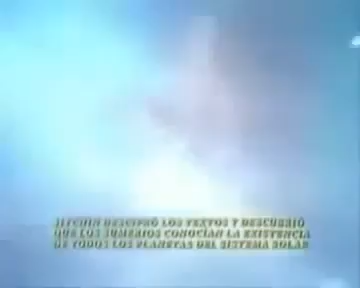 SITCHIN DESCIFRÓ LOS TEXTOS Y DESCUBRIÓ
QUE LOS SUMERIOS CONOCÍAN LA EXISTENCIA
DE TODOS LOS PLANETAS DEL SISTEMA SOLAR